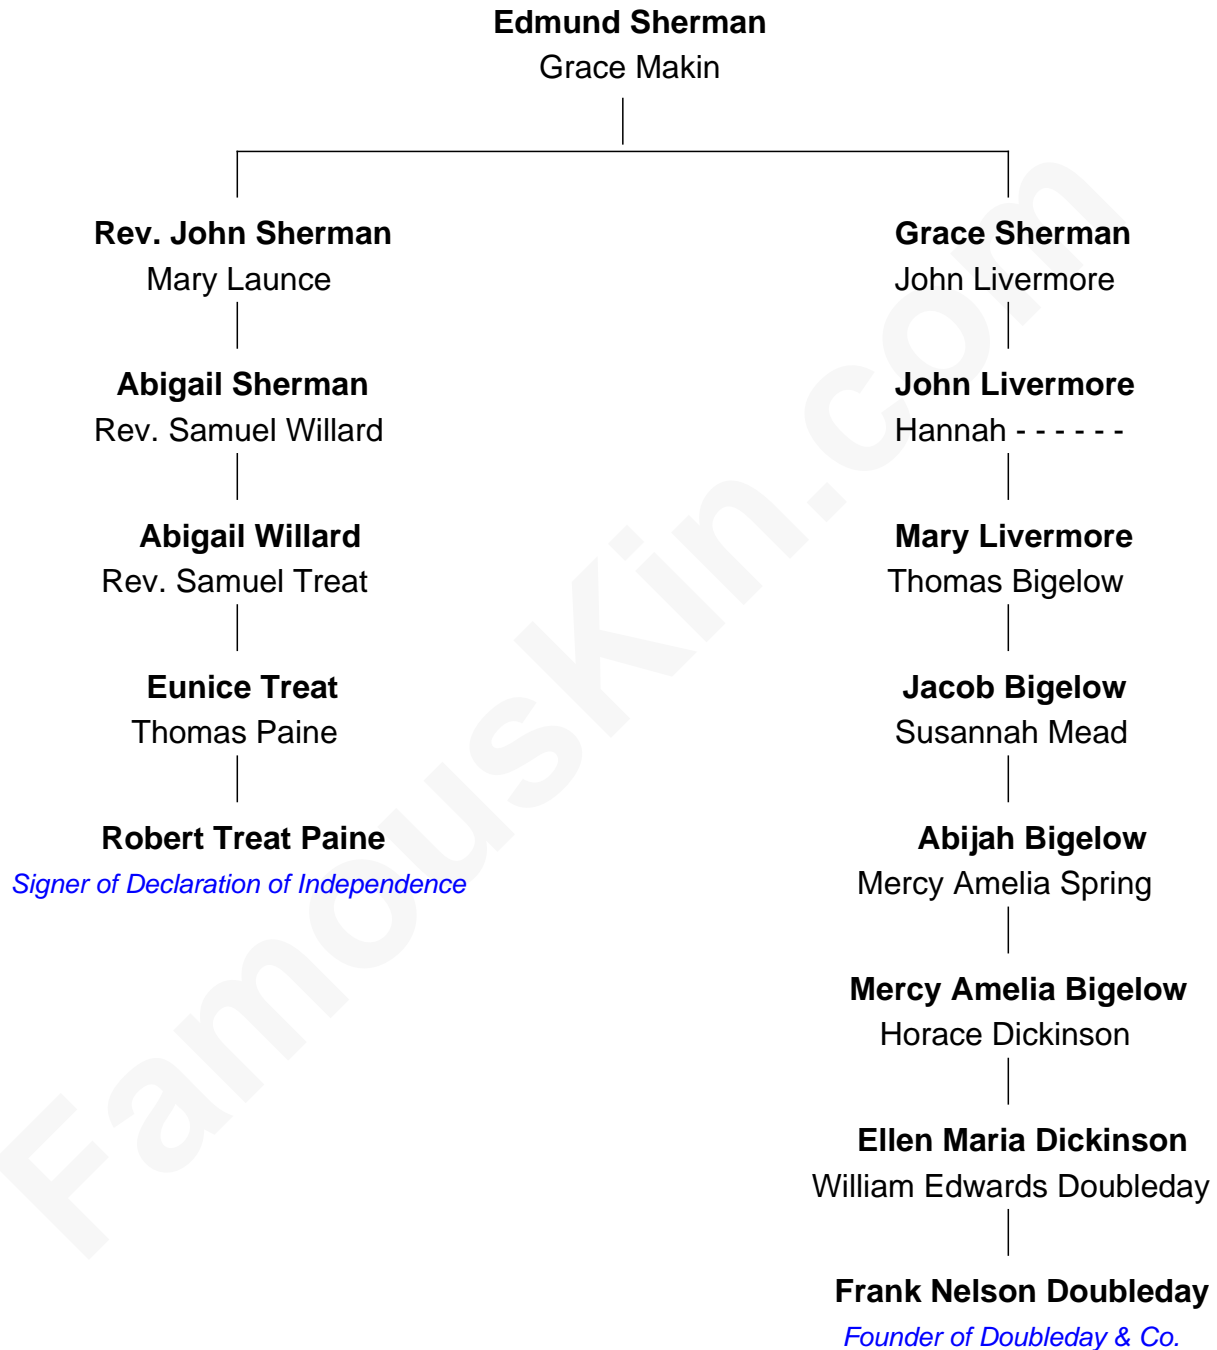 Edmund Sherman
Grace Makin
Rev. John Sherman
Mary Launce
Abigail Sherman
Rev. Samuel Willard
Abigail Willard
Rev. Samuel Treat
Eunice Treat
Thomas Paine
Robert Treat Paine
Signer of Declaration of Independence
Grace Sherman
John Livermore
John Livermore
Hannah - - - - - -
Mary Livermore
Thomas Bigelow
Jacob Bigelow
Susannah Mead
Abijah Bigelow
Mercy Amelia Spring
Mercy Amelia Bigelow
Horace Dickinson
Ellen Maria Dickinson
William Edwards Doubleday
Frank Nelson Doubleday
Founder of Doubleday & Co.
FamousKin.com